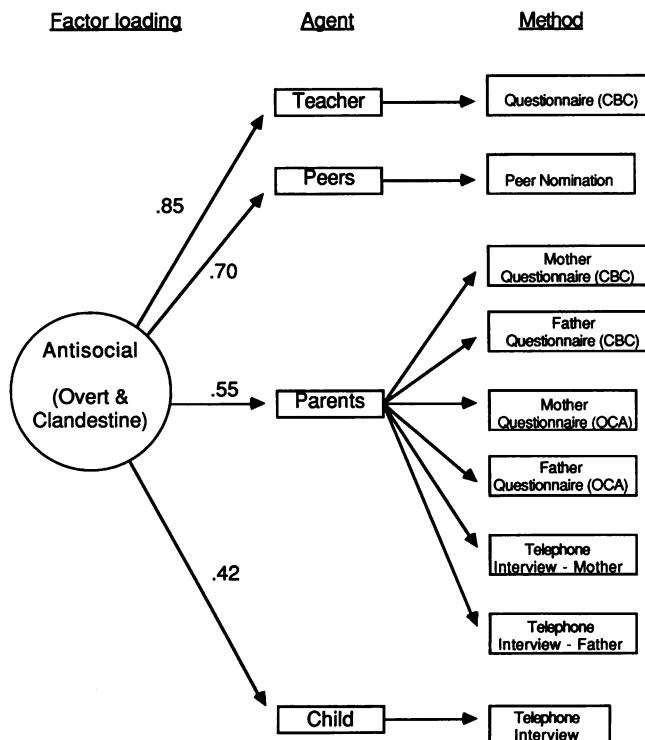 Factor loading Agent Method
Teacher
Questionnaire (CBC)
Peers
Peer Nomination
.85
.70
Mother
Questionnaire (CBC)
Father
Questionnaire (CBC)
Antisocial
(Overt &
Clandestine)
.55
Parents
Mother
Questionnaire (OCA)
Father
Questionnaire (OCA)
Telephone
Interview - Mother
.42
Telephone
Interview - Father
Child
Telephone
Interview